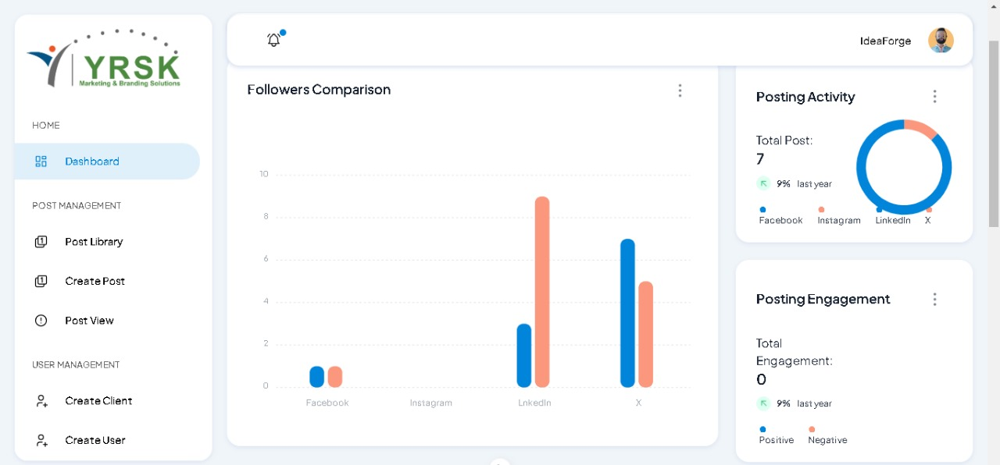 YRSK
Marketing & Branding Solutions
HOME
Dashboard
POST MANAGEMENT
Post Library
Create Post
Post View
USER MANAGEMENT
Create Client
Create User
IdeaForge
Followers Comparison
10
8
6
4
2
0
Facebook
Instagram
LnkedIn
X
Posting Activity
Total Post:
7
9% last year
Facebook Instagram LinkedIn X
Posting Engagement
Total
Engagement:
0
9% last year
Positive Negative